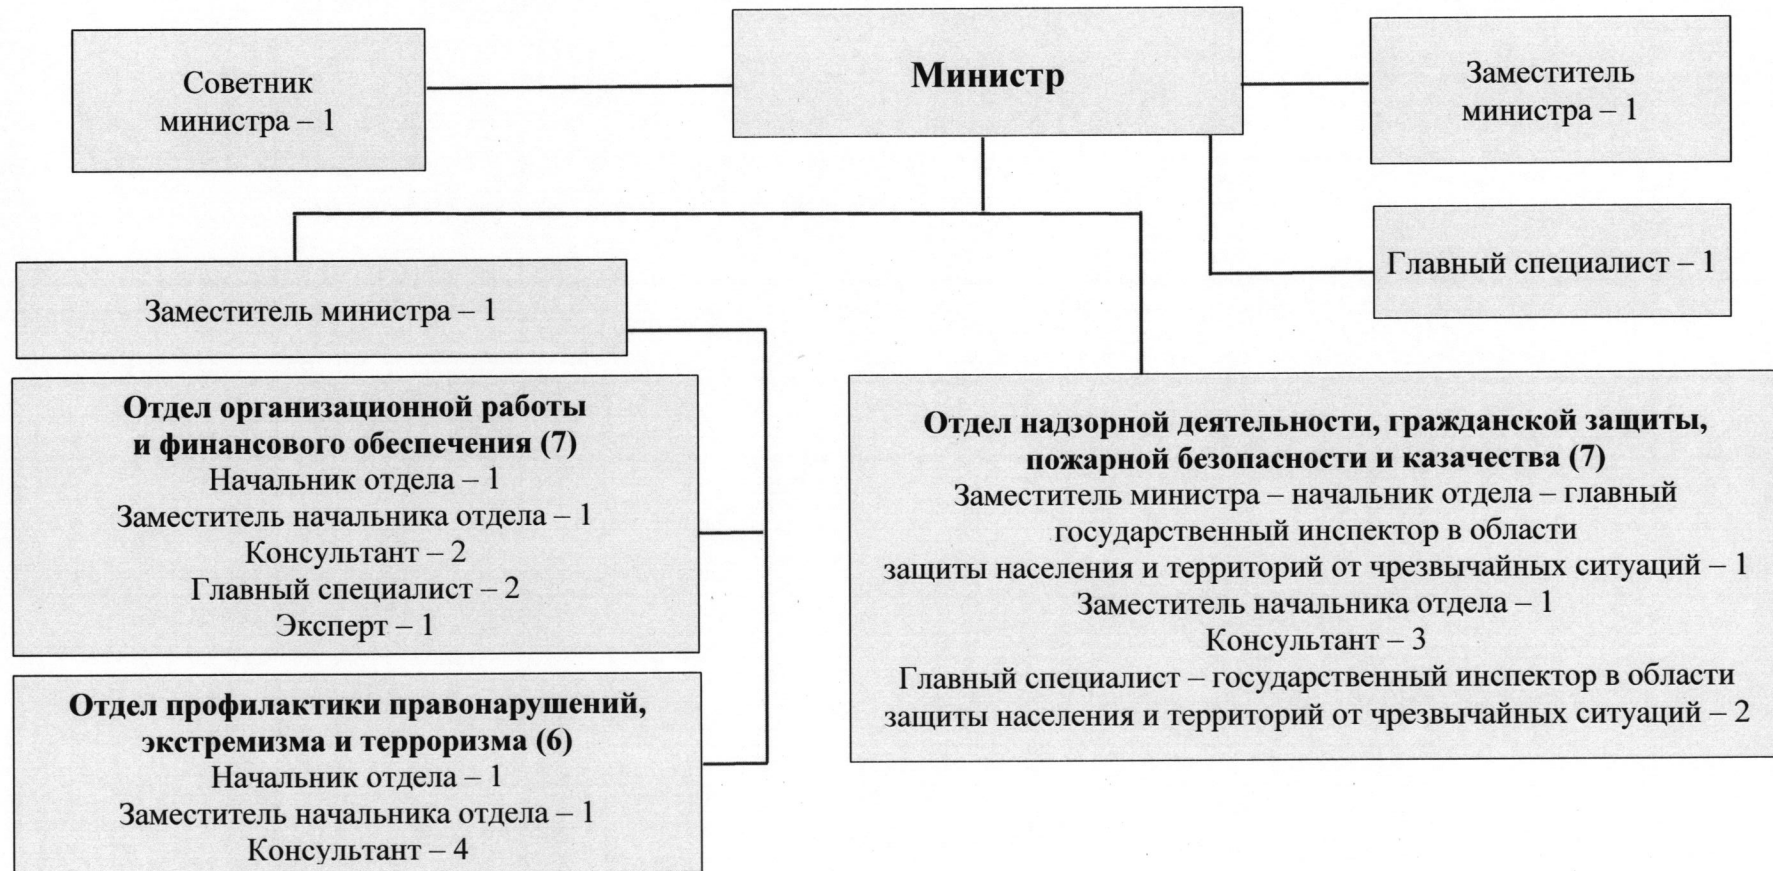 Советник
министра – 1
Министр
Заместитель
министра – 1
Главный специалист – 1
Заместитель министра – 1
Отдел организационной работы
и финансового обеспечения (7)
Начальник отдела – 1
Заместитель начальника отдела – 1
Консультант – 2
Главный специалист – 2
Эксперт – 1
Отдел профилактики правонарушений,
экстремизма и терроризма (6)
Начальник отдела – 1
Заместитель начальника отдела – 1
Консультант – 4
Отдел надзорной деятельности, гражданской защиты,
пожарной безопасности и казачества (7)
Заместитель министра – начальник отдела – главный
государственный инспектор в области
защиты населения и территорий от чрезвычайных ситуаций – 1
Заместитель начальника отдела – 1
Консультант – 3
Главный специалист – государственный инспектор в области
защиты населения и территорий от чрезвычайных ситуаций – 2